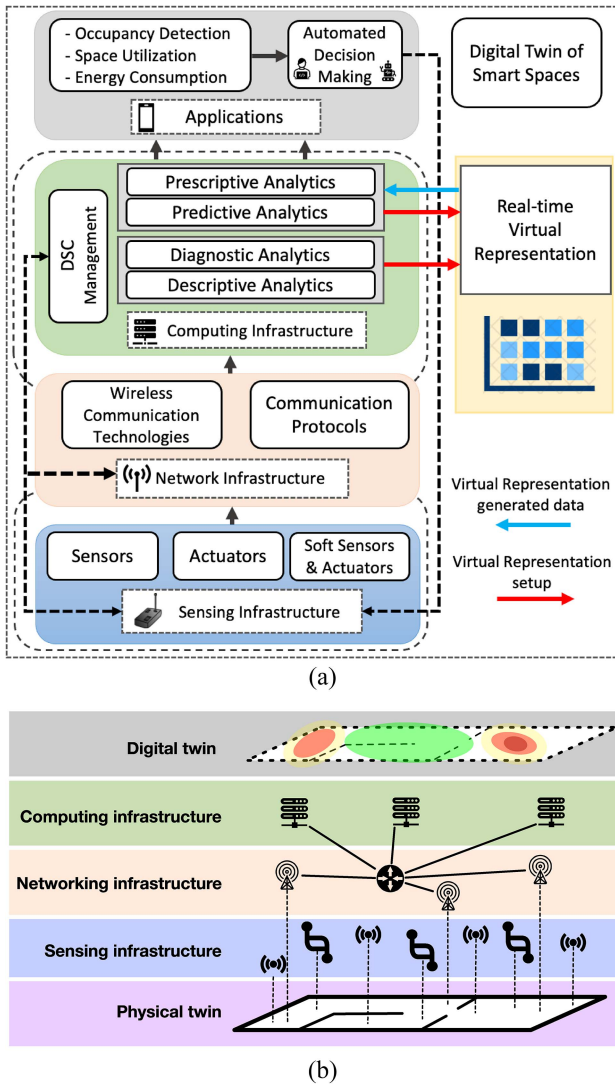 - Occupancy Detection
- Space Utilization
- Energy Consumption
Automated
Decision
Making
Digital Twin of
Smart Spaces
Applications
DSC
Management
Prescriptive Analytics
Predictive Analytics
Diagnostic Analytics
Descriptive Analytics
Real-time
Virtual
Representation
Computing Infrastructure
Wireless
Communication
Technologies
Communication
Protocols
Network Infrastructure
Virtual Representation
generated data
Sensors
Actuators
Soft Sensors
& Actuators
Virtual Representation
setup
Sensing Infrastructure
(a)
Digital twin
Computing infrastructure
Networking infrastructure
Sensing infrastructure
Physical twin
(b)